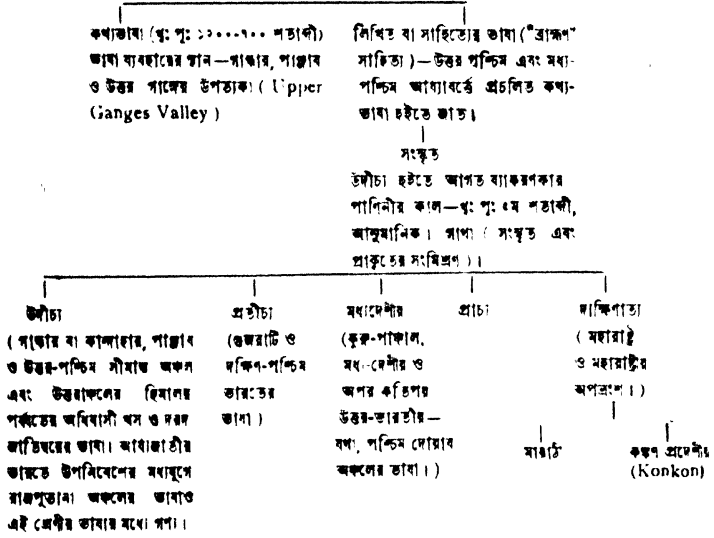 কথ্যভাষা (খৃঃ পূঃ ১২০০-৭০০ শতাব্দী)
ভাষা ব্যবহারের স্থান—গান্ধার, পাঞ্জাব
ও উত্তর গাঙ্গেয় উপত্যকা ( Upper
Ganges Valley )
লিখিত বা সাহিত্যের ভাষা ("ব্রাহ্মণ"
সাহিত্য )—উত্তর পশ্চিম এবং মধ্য-
পশ্চিম আর্য্যাবর্ত্তে প্রচলিত কথ্য-
ভাষা হইতে জাত।
সংস্কৃত
উদীচ্য হইতে আগত ব্যাকরণকার
পাণিনীর কাল—খৃঃ পূঃ ৫ম শতাব্দী,
আনুমানিক। গাথা ( সংস্কৃত এবং
প্রাকৃতের সংমিশ্রণ )।
উদীচ্য
( গান্ধার বা কান্দাহার, পাঞ্জাব
ও উত্তর-পশ্চিম সীমান্ত অঞ্চল
এবং উত্তরাঞ্চলের হিমালয়
পর্ব্বতের অধিবাসী খস ও দরদ
জাতিদ্বয়ের ভাষা। আর্য্যজাতীর
ভারতে উপনিবেশের মধ্যযুগে
রাজপুতানা অঞ্চলের ভাষাও
এই শ্রেণীর ভাষার মধ্যে গণ্য।
প্রতীচ্য
(গুজরাটি ও
দক্ষিণ-পশ্চিম
ভারতের
ভাষা )
মধ্যদেশীয়
(কুরু-পাঞ্চাল,
মধ্য-দেশীয় ও
অপর কতিপয়
উত্তর-ভারতীয়—
যথা, পশ্চিম দোয়াব
অঞ্চলের ভাষা।)
প্রাচ্য
দাক্ষিণাত্য
( মহারাষ্ট্র
ও মহারাষ্ট্রীয়
অপভ্রংশ।)
মারাঠি
কঙ্কণ প্রদেশীয়
(Konkon)